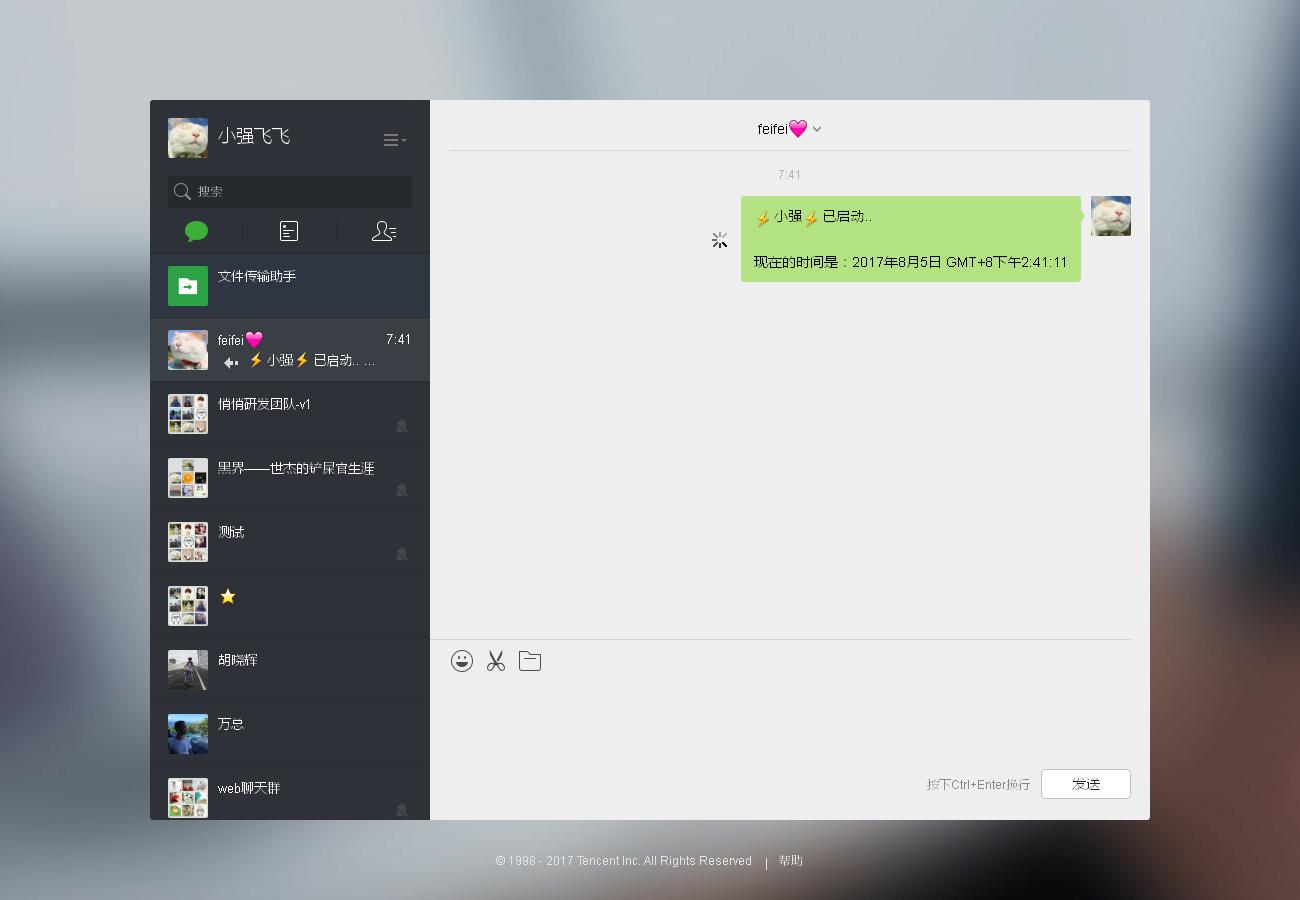 小强飞飞
搜索
文件传输助手
feifei💗 7:41
⚡小强⚡已启动.. ...
悄悄研发团队-v1
黑界——世杰的铲屎官生涯
测试
⭐
胡晓辉
万总
web聊天群
feifei💗
7:41
⚡小强⚡已启动..
现在的时间是：2017年8月5日 GMT+8下午2:41:11
按下Ctrl+Enter换行
发送
© 1998 - 2017 Tencent Inc. All Rights Reserved | 帮助